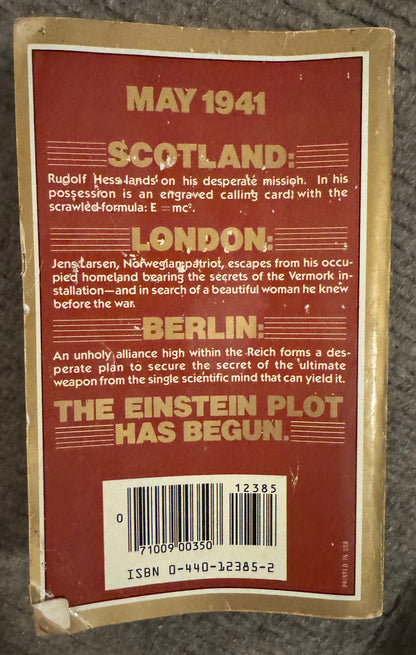 MAY 1941
SCOTLAND:
Rudolf Hess lands on his desperate mission. In his
possession is an engraved calling card with the
scrawled formula: E = mc².
LONDON:
Jens Larsen, Norwegian patriot, escapes from his occu-
pied homeland bearing the secrets of the Vermork in-
stallation—and in search of a beautiful woman he knew
before the war.
BERLIN:
An unholy alliance high within the Reich forms a des-
perate plan to secure the secret of the ultimate
weapon from the single scientific mind that can yield it.
THE EINSTEIN PLOT
HAS BEGUN.
12385
0
71009 00350
ISBN 0-440-12385-2
PRINTED IN USA